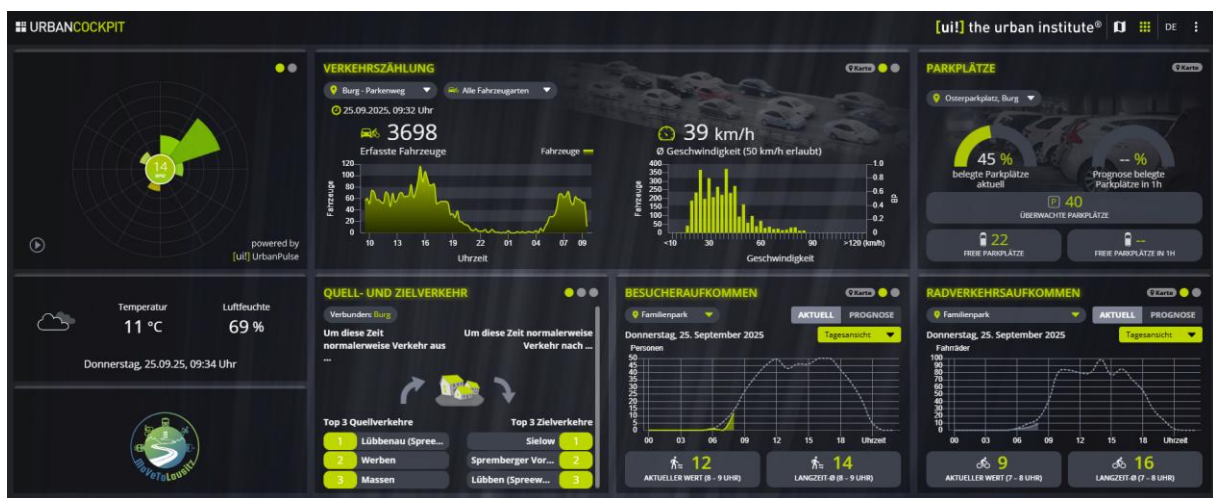 URBANCOCKPIT
[ui!] the urban institute®
DE
14
powered by
[ui!] UrbanPulse
VERKEHRSZÄHLUNG
Karte
Burg - Parkenweg
Alle Fahrzeugarten
25.09.2025, 09:32 Uhr
3698
Erfasste Fahrzeuge
Fahrzeuge
Fahrzeuge
120
100
80
60
40
20
0
10 13 16 19 22 01 04 07 09
Uhrzeit
39 km/h
Ø Geschwindigkeit (50 km/h erlaubt)
Fahrzeuge
400
350
300
250
200
150
100
50
0
1.0
0.8
0.6
0.4
0.2
0
<10 30 60 90 >120 (km/h)
Geschwindigkeit
PARKPLÄTZE
Karte
Osterparkplatz, Burg
45 %
belegte Parkplätze
aktuell
-- %
Prognose belegte
Parkplätze in 1h
P 40
ÜBERWACHTE PARKPLÄTZE
22
FREIE PARKPLÄTZE
--
FREIE PARKPLÄTZE IN 1H
Temperatur
11 °C
Luftfeuchte
69 %
Donnerstag, 25.09.25, 09:34 Uhr
MoVeToLausitz
QUELL- UND ZIELVERKEHR
Verbunden: Burg
Um diese Zeit
normalerweise Verkehr aus
...
Um diese Zeit normalerweise
Verkehr nach ...
Top 3 Quellverkehre
1 Lübbenau (Spree...
2 Werben
3 Massen
Top 3 Zielverkehre
Sielow 1
Spremberger Vor... 2
Lübben (Spreew... 3
BESUCHERAUFKOMMEN
Karte
Familienpark
AKTUELL PROGNOSE
Donnerstag, 25. September 2025
Tagesansicht
Personen
50
45
40
35
30
25
20
15
10
5
0
00 03 06 09 12 15 18 Uhrzeit
12
AKTUELLER WERT (8 - 9 UHR)
14
LANGZEIT-Ø (8 - 9 UHR)
RADVERKEHRSAUFKOMMEN
Karte
Familienpark
AKTUELL PROGNOSE
Donnerstag, 25. September 2025
Tagesansicht
Fahrräder
100
90
80
70
60
50
40
30
20
10
0
00 03 06 09 12 15 18 Uhrzeit
9
AKTUELLER WERT (7 - 8 UHR)
16
LANGZEIT-Ø (7 - 8 UHR)